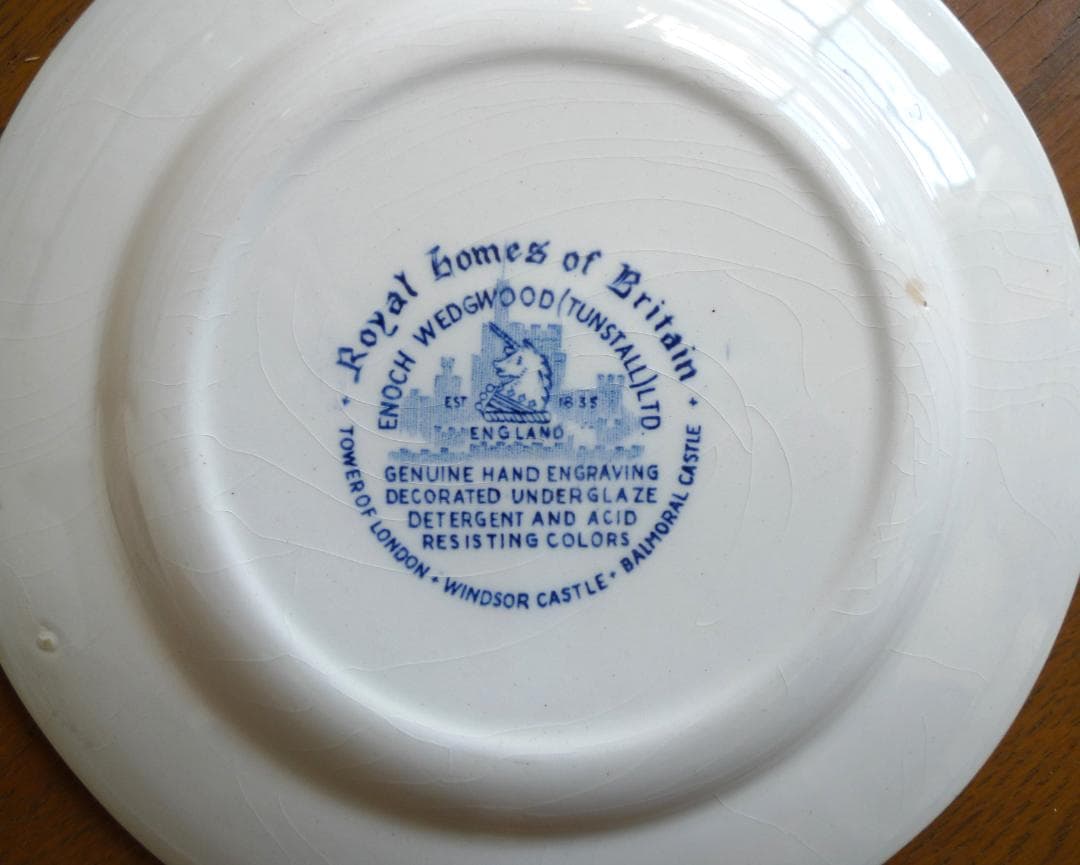 Royal homes of Britain
ENOCH WEDGWOOD (TUNSTALL) LTD
EST 1835
ENGLAND
GENUINE HAND ENGRAVING
DECORATED UNDERGLAZE
DETERGENT AND ACID
RESISTING COLORS
+ TOWER OF LONDON + WINDSOR CASTLE + BALMORAL CASTLE +